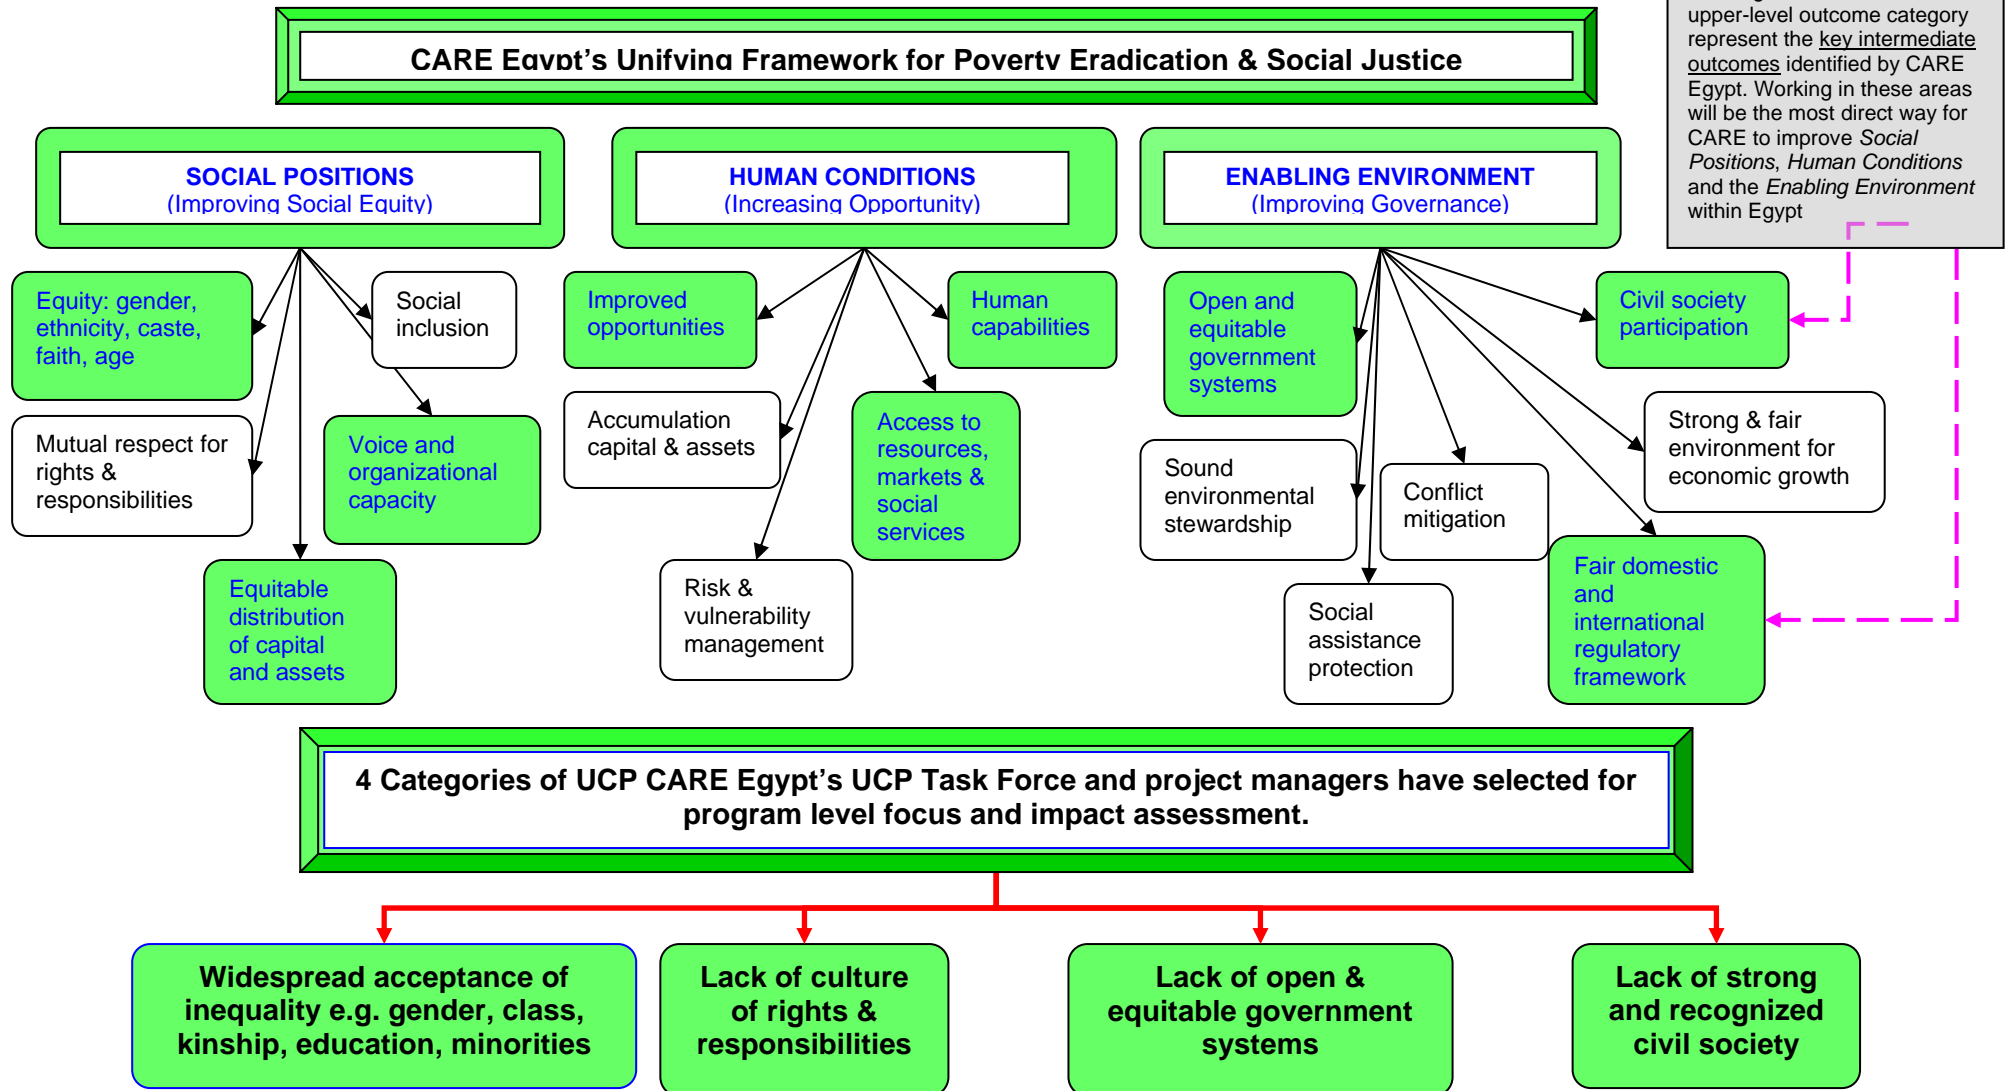 CARE Egypt's Unifying Framework for Poverty Eradication & Social Justice
upper-level outcome category
represent the key intermediate
outcomes identified by CARE
Egypt. Working in these areas
will be the most direct way for
CARE to improve Social
Positions, Human Conditions
and the Enabling Environment
within Egypt
SOCIAL POSITIONS
(Improving Social Equity)
HUMAN CONDITIONS
(Increasing Opportunity)
ENABLING ENVIRONMENT
(Improving Governance)
Equity: gender,
ethnicity, caste,
faith, age
Social
inclusion
Mutual respect for
rights &
responsibilities
Voice and
organizational
capacity
Equitable
distribution
of capital
and assets
Improved
opportunities
Human
capabilities
Accumulation
capital & assets
Access to
resources,
markets &
social
services
Risk &
vulnerability
management
Open and
equitable
government
systems
Civil society
participation
Sound
environmental
stewardship
Conflict
mitigation
Strong & fair
environment for
economic growth
Social
assistance
protection
Fair domestic
and
international
regulatory
framework
4 Categories of UCP CARE Egypt's UCP Task Force and project managers have selected for
program level focus and impact assessment.
Widespread acceptance of
inequality e.g. gender, class,
kinship, education, minorities
Lack of culture
of rights &
responsibilities
Lack of open &
equitable government
systems
Lack of strong
and recognized
civil society